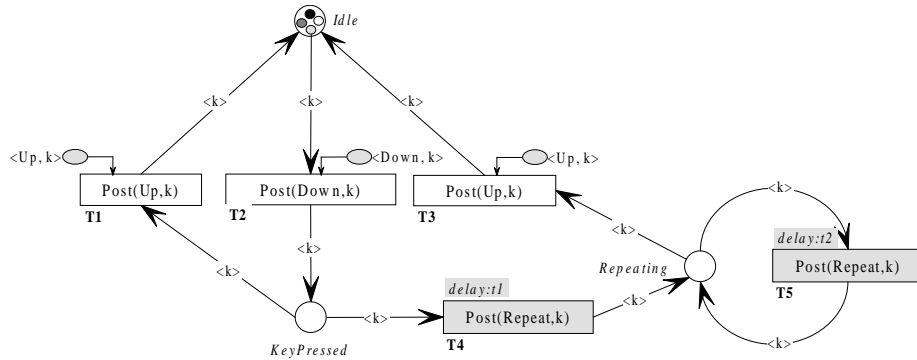 Idle
<k>
<k>
<k>
<Up,k>
<Down,k>
<Up,k>
Post(Up,k)
Post(Down,k)
Post(Up,k)
T1
T2
T3
<k>
<k>
<k>
<k>
delay:t2
Post(Repeat,k)
T5
Repeating
delay:t1
<k>
Post(Repeat,k)
<k>
T4
KeyPressed
<k>